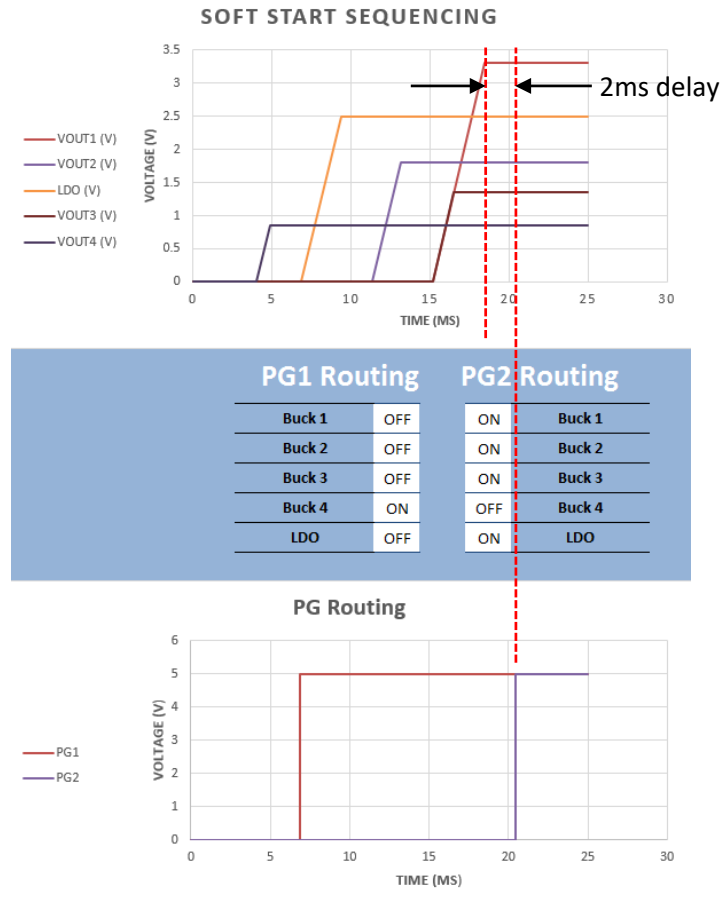 SOFT START SEQUENCING
3.5
3
2.5
2
1.5
1
0.5
0
VOLTAGE (V)
VOUT1 (V)
VOUT2 (V)
LDO (V)
VOUT3 (V)
VOUT4 (V)
2ms delay
0 5 10 15 20 25 30
TIME (MS)
PG1 Routing PG2 Routing
Buck 1 OFF ON Buck 1
Buck 2 OFF ON Buck 2
Buck 3 OFF ON Buck 3
Buck 4 ON OFF Buck 4
LDO OFF ON LDO
PG Routing
6
5
4
3
2
1
0
VOLTAGE (V)
PG1
PG2
0 5 10 15 20 25 30
TIME (MS)